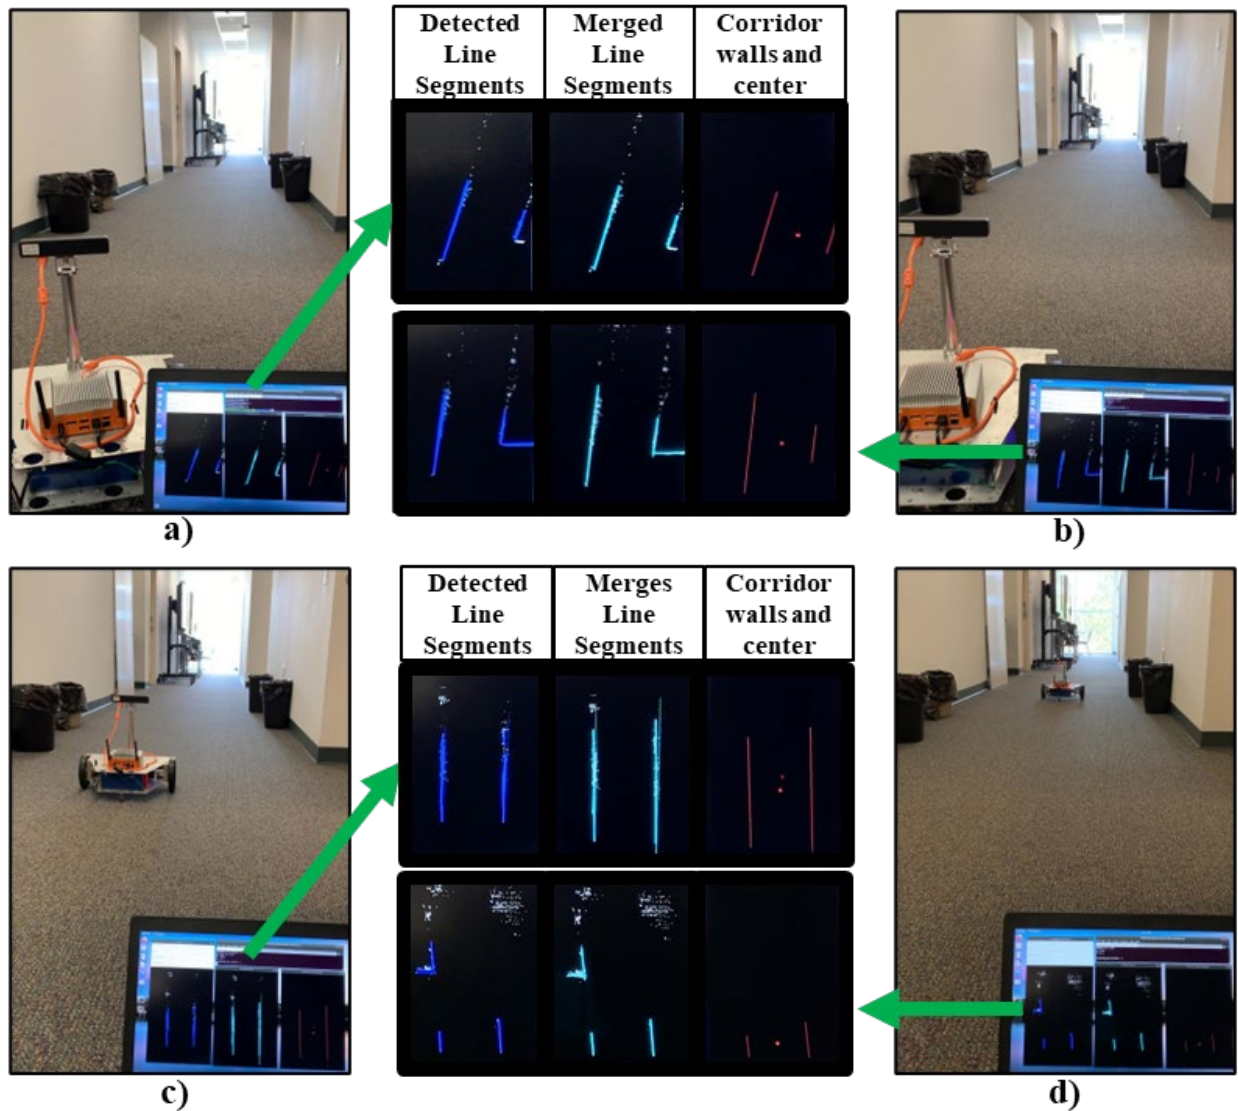 Detected
Line
Segments
Merged
Line
Segments
Corridor
walls and
center
a)
b)
Detected
Line
Segments
Merges
Line
Segments
Corridor
walls and
center
c)
d)